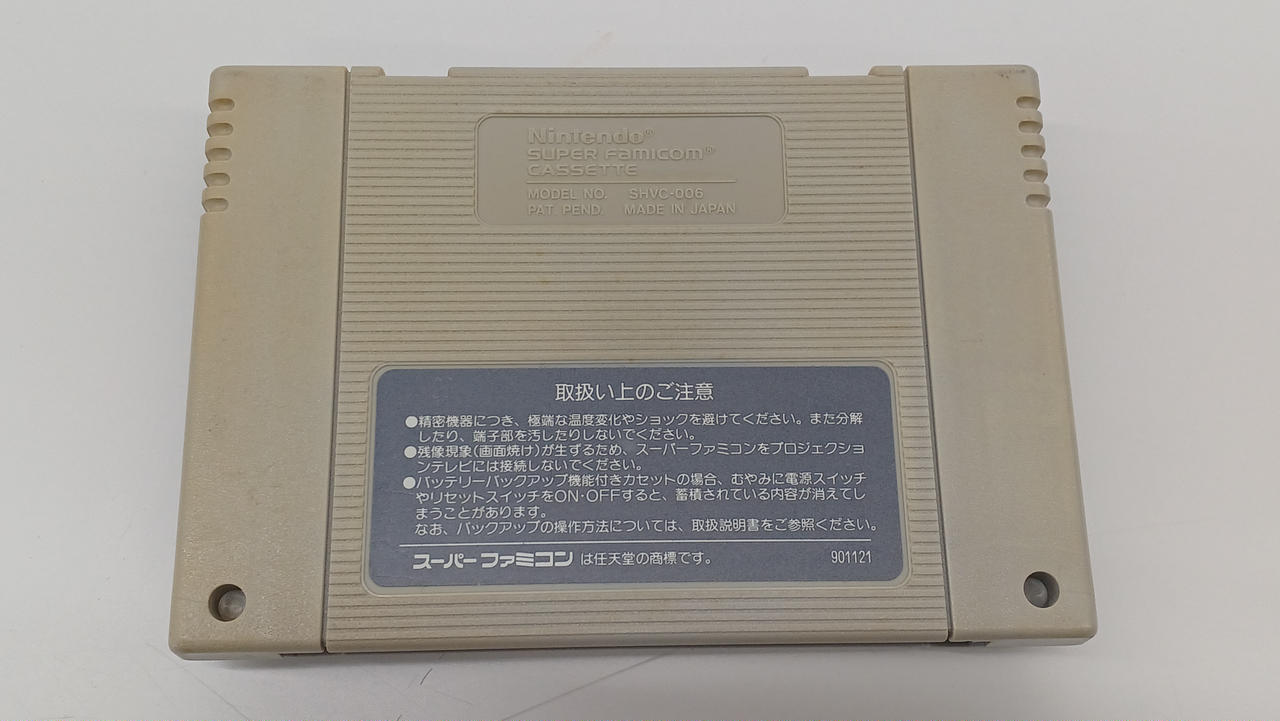 Nintendo®
SUPER FAMICOM®
CASSETTE
MODEL NO. SHVC-006
PAT. PEND. MADE IN JAPAN
取扱い上のご注意
●精密機器につき、極端な温度変化やショックを避けてください。また分解
したり、端子部を汚したりしないでください。
●残像現象(画面焼け)が生ずるため、スーパーファミコンをプロジェクショ
ンテレビには接続しないでください。
●バッテリーバックアップ機能付きカセットの場合、むやみに電源スイッチ
やリセットスイッチをON・OFFすると、蓄積されている内容が消えてし
まうことがあります。
なお、バックアップの操作方法については、取扱説明書をご参照ください。
スーパーファミコンは任天堂の商標です。 901121